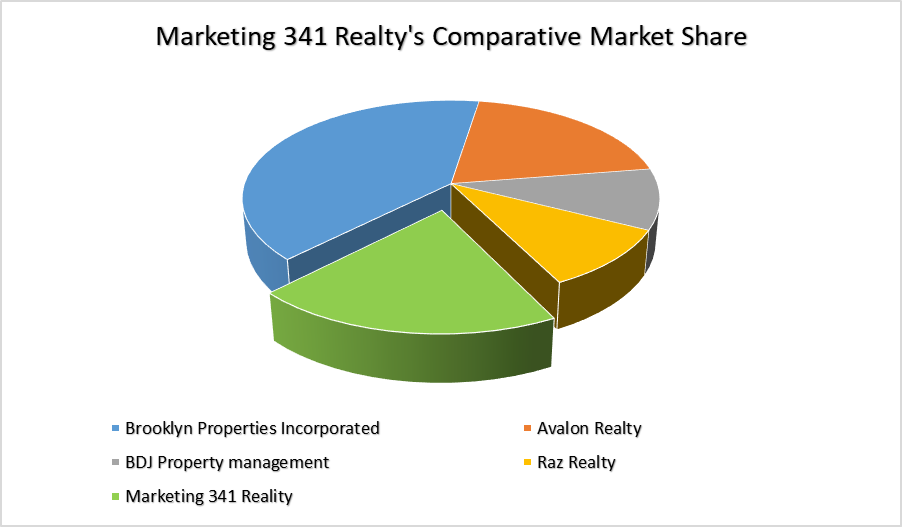 Marketing 341 Realty's Comparative Market Share
Brooklyn Properties Incorporated
Avalon Realty
BDJ Property management
Raz Realty
Marketing 341 Reality